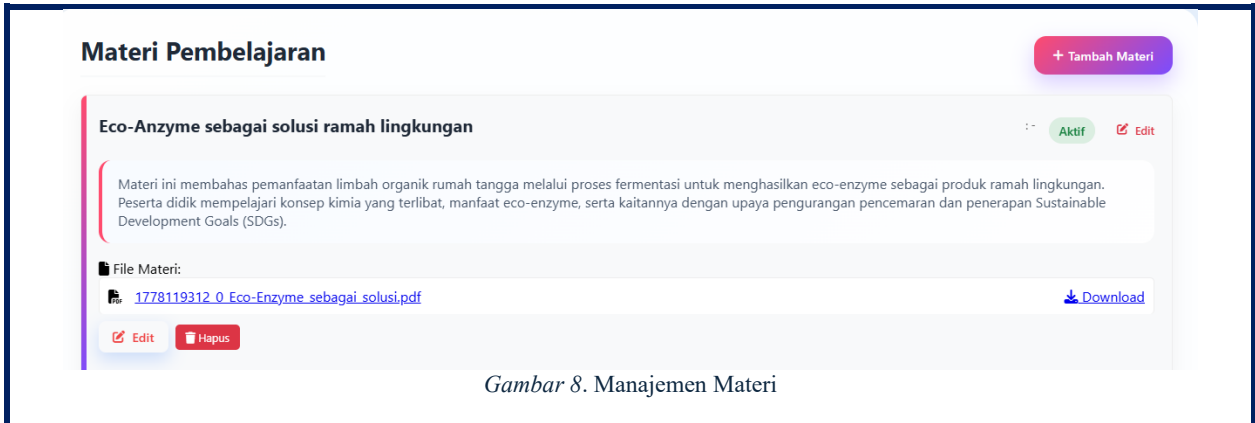 Materi Pembelajaran
+ Tambah Materi
Eco-Anzyme sebagai solusi ramah lingkungan
: -
Aktif
Edit
Materi ini membahas pemanfaatan limbah organik rumah tangga melalui proses fermentasi untuk menghasilkan eco-enzyme sebagai produk ramah lingkungan.
Peserta didik mempelajari konsep kimia yang terlibat, manfaat eco-enzyme, serta kaitannya dengan upaya pengurangan pencemaran dan penerapan Sustainable
Development Goals (SDGs).
File Materi:
PDF 1778119312_0_Eco-Enzyme_sebagai_solusi.pdf
Download
Edit
Hapus
Gambar 8. Manajemen Materi